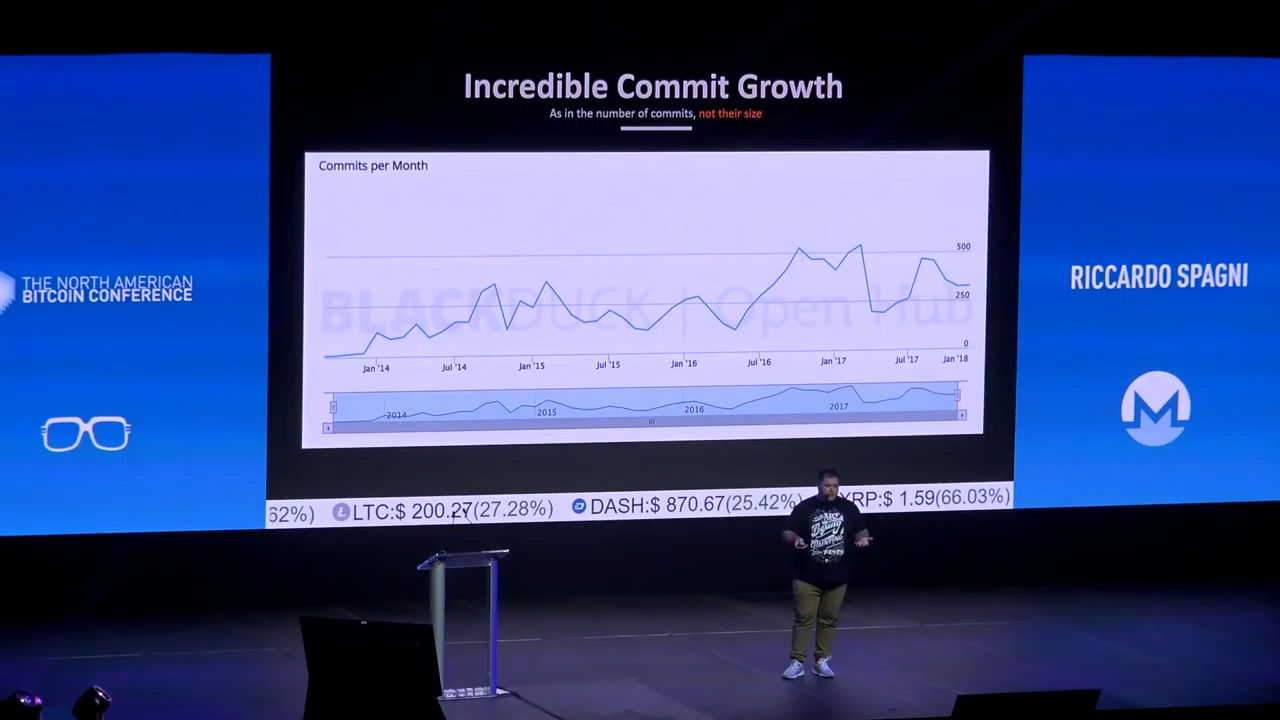 Incredible Commit Growth
As in the number of commits, not their size
Commits per Month
500
250
0
BLACKDUCK | Open Hub
Jan '14 Jul '14 Jan '15 Jul '15 Jan '16 Jul '16 Jan '17 Jul '17 Jan '18
2014 2015 2016 2017
THE NORTH AMERICAN
BITCOIN CONFERENCE
RICCARDO SPAGNI
62%) LTC:$ 200.27(27.28%) DASH:$ 870.67(25.42%) XRP:$ 1.59(66.03%)